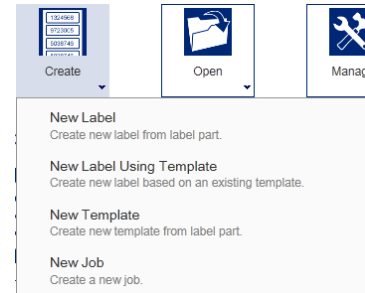 1324568
9723005
5038749
Create
Open
Manag
New Label
Create new label from label part.
New Label Using Template
Create new label based on an existing template.
New Template
Create new template from label part.
New Job
Create a new job.